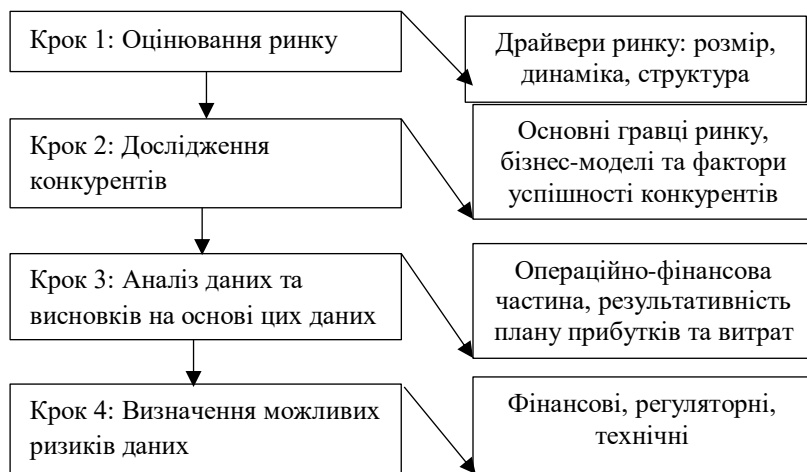 Крок 1: Оцінювання ринку
Драйвери ринку: розмір,
динаміка, структура
Крок 2: Дослідження
конкурентів
Основні гравці ринку,
бізнес-моделі та фактори
успішності конкурентів
Крок 3: Аналіз даних та
висновків на основі цих даних
Операційно-фінансова
частина, результативність
плану прибутків та витрат
Крок 4: Визначення можливих
ризиків даних
Фінансові, регуляторні,
технічні